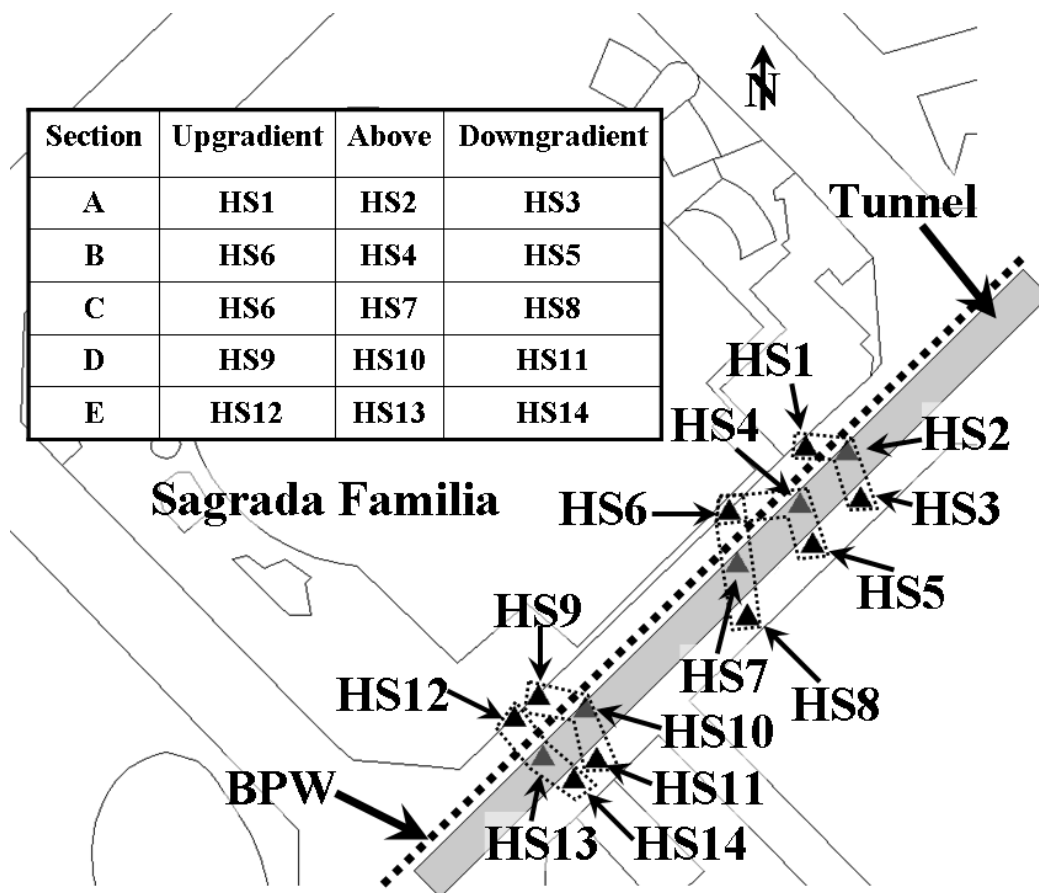 N
Section Upgradient Above Downgradient
A HS1 HS2 HS3
B HS6 HS4 HS5
C HS6 HS7 HS8
D HS9 HS10 HS11
E HS12 HS13 HS14
Tunnel
HS1
HS4
HS2
Sagrada Familia
HS6
HS3
HS5
HS9
HS7
HS12
HS8
HS10
BPW
HS11
HS13
HS14